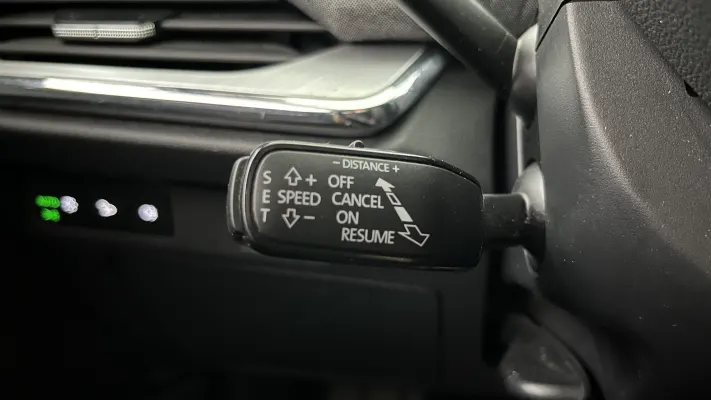 − DISTANCE +
S + OFF
E SPEED CANCEL
T − ON
RESUME